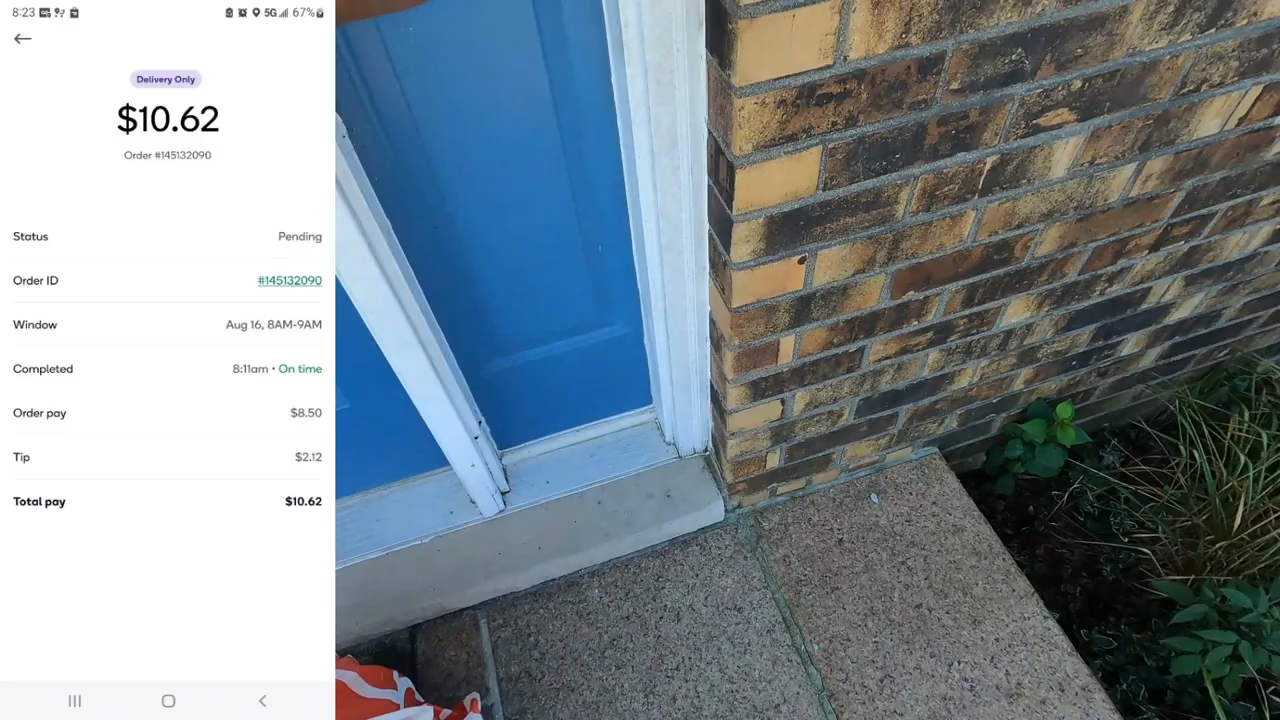 8:23 5G 67%
Delivery Only
$10.62
Order #145132090
Status Pending
Order ID #145132090
Window Aug 16, 8AM-9AM
Completed 8:11am • On time
Order pay $8.50
Tip $2.12
Total pay $10.62